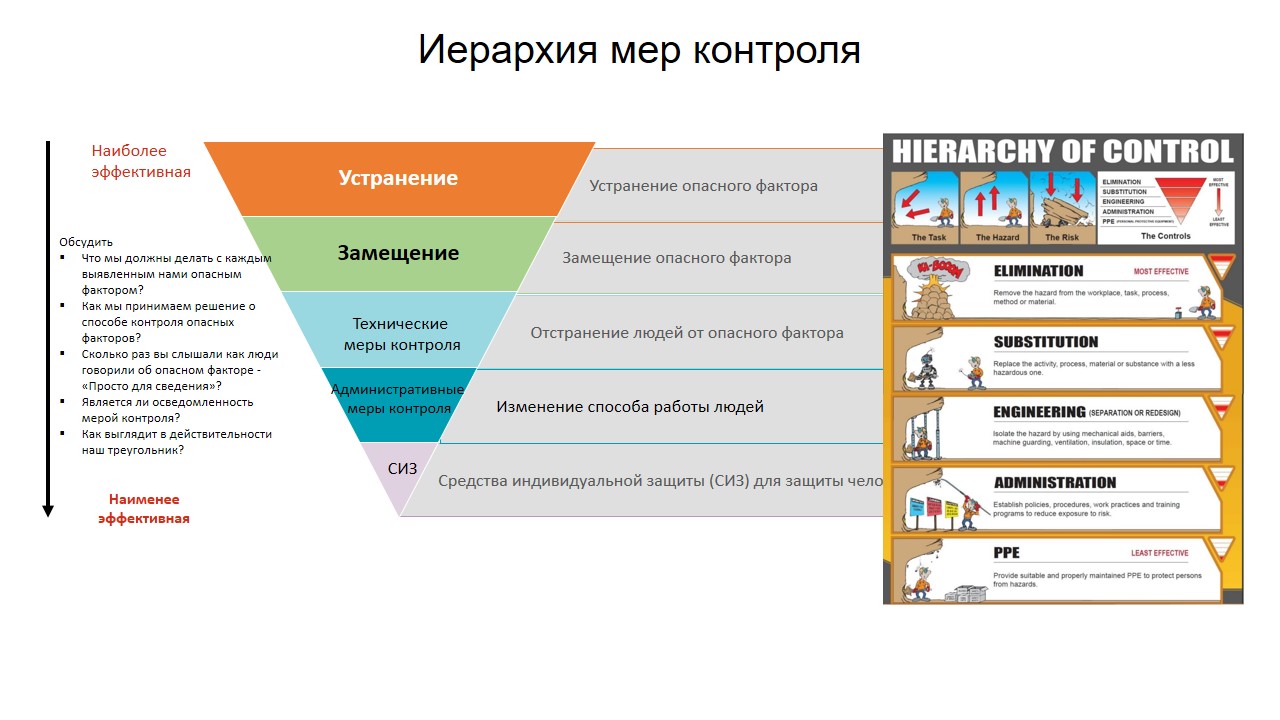 Иерархия мер контроля
Наиболее
эффективная
Обсудить
Что мы должны делать с каждым
выявленным нами опасным
фактором?
Как мы принимаем решение о
способе контроля опасных
факторов?
Сколько раз вы слышали как люди
говорили об опасном факторе -
«Просто для сведения»?
Является ли осведомленность
мерой контроля?
Как выглядит в действительности
наш треугольник?
Наименее
эффективная
Устранение
Устранение опасного фактора
Замещение
Замещение опасного фактора
Технические
меры контроля
Отстранение людей от опасного фактора
Административные
меры контроля
Изменение способа работы людей
СИЗ
Средства индивидуальной защиты (СИЗ) для защиты чело
HIERARCHY OF CONTROL
The Task
The Hazard
The Risk
ELIMINATION
SUBSTITUTION
ENGINEERING
ADMINISTRATION
PPE (PERSONAL PROTECTIVE EQUIPMENT)
MOST
EFFECTIVE
LEAST
EFFECTIVE
The Controls
KA-BOOOM
ELIMINATION MOST EFFECTIVE
Remove the hazard from the workplace, task, process,
method or material.
SUBSTITUTION
Replace the activity, process, material or substance with a less
hazardous one.
ENGINEERING (SEPARATION OR REDESIGN)
Isolate the hazard by using mechanical aids, barriers,
machine guarding, ventilation, insulation, space or time.
ADMINISTRATION
Establish policies, procedures, work practices and training
programs to reduce exposure to risk.
PPE LEAST EFFECTIVE
Provide suitable and properly maintained PPE to protect persons
from hazards.